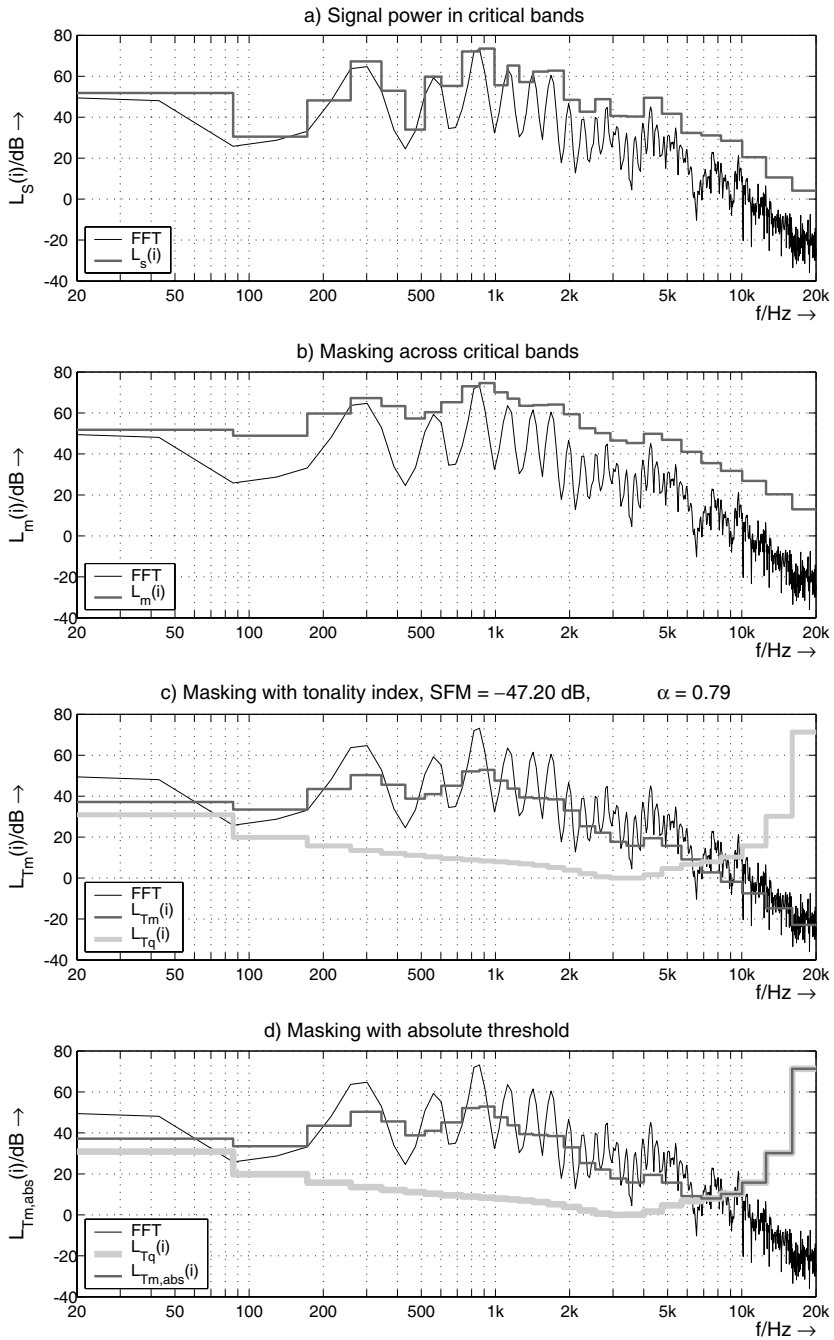 a) Signal power in critical bands
L_S(i)/dB →
80
60
40
20
0
-20
-40
FFT
L_s(i)
20 50 100 200 500 1k 2k 5k 10k 20k
f/Hz →
b) Masking across critical bands
L_m(i)/dB →
80
60
40
20
0
-20
-40
FFT
L_m(i)
20 50 100 200 500 1k 2k 5k 10k 20k
f/Hz →
c) Masking with tonality index, SFM = −47.20 dB, α = 0.79
L_Tm(i)/dB →
80
60
40
20
0
-20
-40
FFT
L_Tm(i)
L_Tq(i)
20 50 100 200 500 1k 2k 5k 10k 20k
f/Hz →
d) Masking with absolute threshold
L_Tm,abs(i)/dB →
80
60
40
20
0
-20
-40
FFT
L_Tq(i)
L_Tm,abs(i)
20 50 100 200 500 1k 2k 5k 10k 20k
f/Hz →